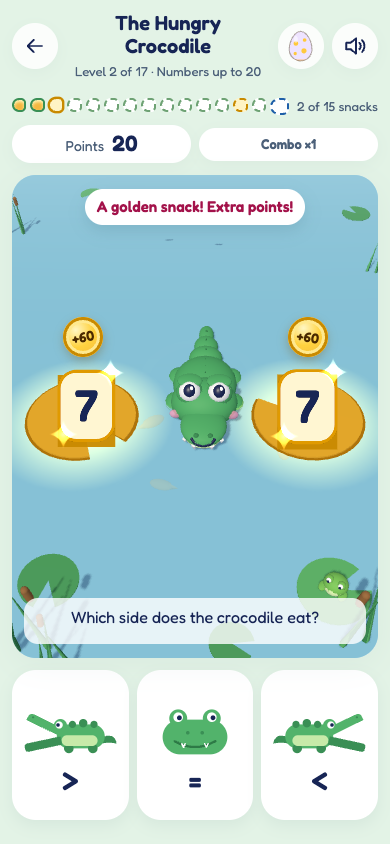 The Hungry
Crocodile
Level 2 of 17 · Numbers up to 20
2 of 15 snacks
Points 20
Combo ×1
A golden snack! Extra points!
+60
+60
7
7
Which side does the crocodile eat?
>
=
<